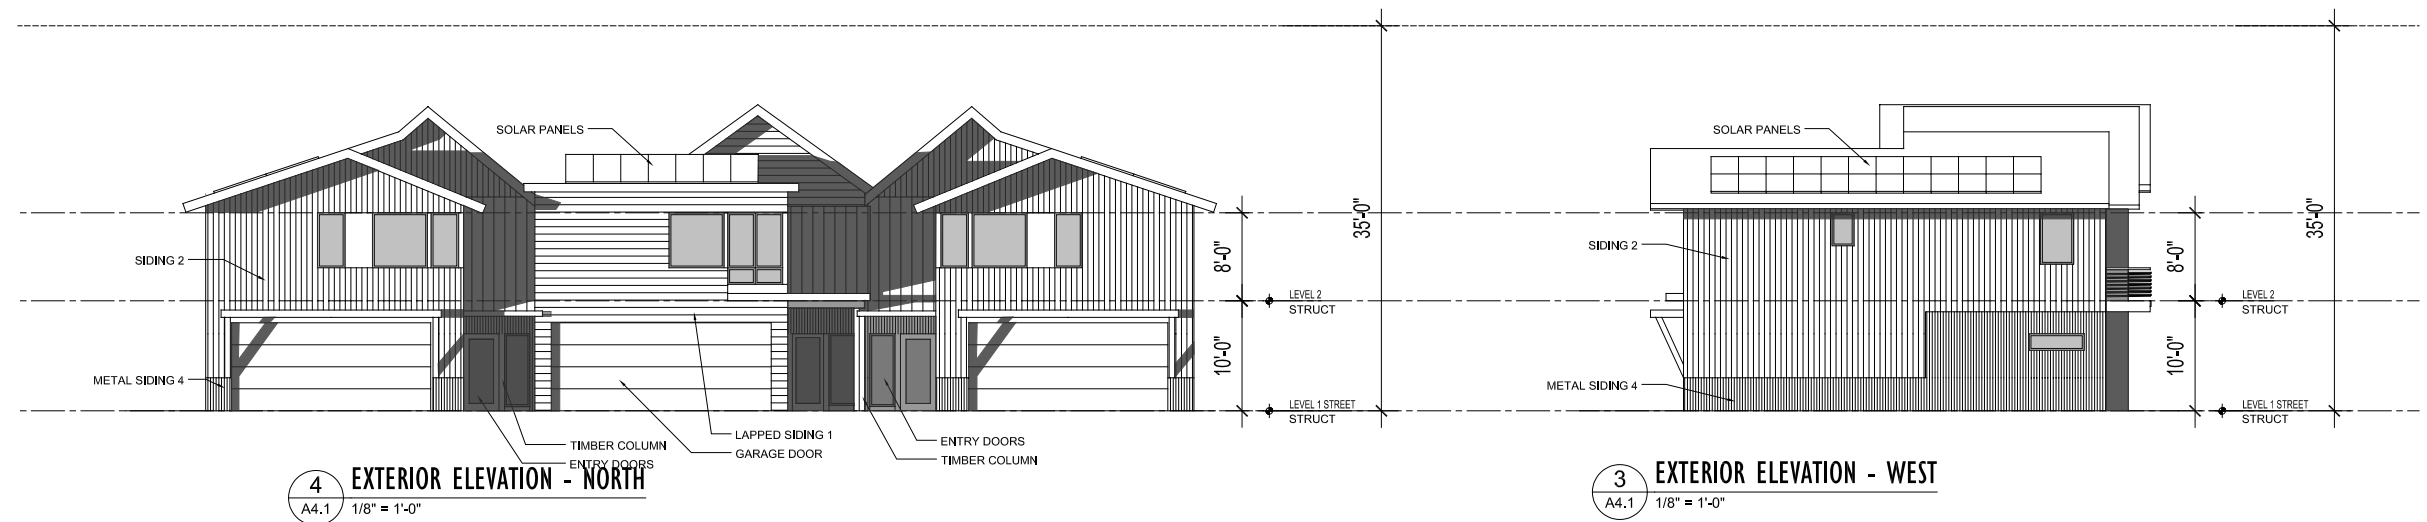 SOLAR PANELS
SIDING 2
METAL SIDING 4
35'-0"
8'-0"
10'-0"
LEVEL 2
STRUCT
LEVEL 1 STREET
STRUCT
TIMBER COLUMN
ENTRY DOORS
LAPPED SIDING 1
GARAGE DOOR
ENTRY DOORS
TIMBER COLUMN
4
A4.1
EXTERIOR ELEVATION - NORTH
1/8" = 1'-0"
SOLAR PANELS
SIDING 2
METAL SIDING 4
35'-0"
8'-0"
10'-0"
LEVEL 2
STRUCT
LEVEL 1 STREET
STRUCT
3
A4.1
EXTERIOR ELEVATION - WEST
1/8" = 1'-0"